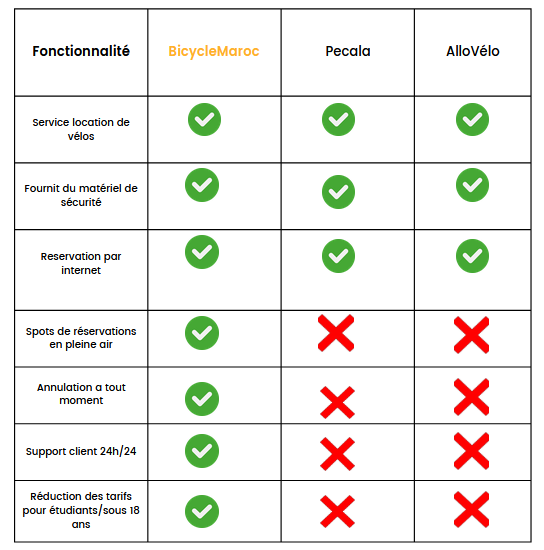 Fonctionnalité BicycleMaroc Pecala AlloVélo
Service location de
vélos
Fournit du matériel de
sécurité
Reservation par
internet
Spots de réservations
en pleine air
Annulation a tout
moment
Support client 24h/24
Réduction des tarifs
pour étudiants/sous 18
ans